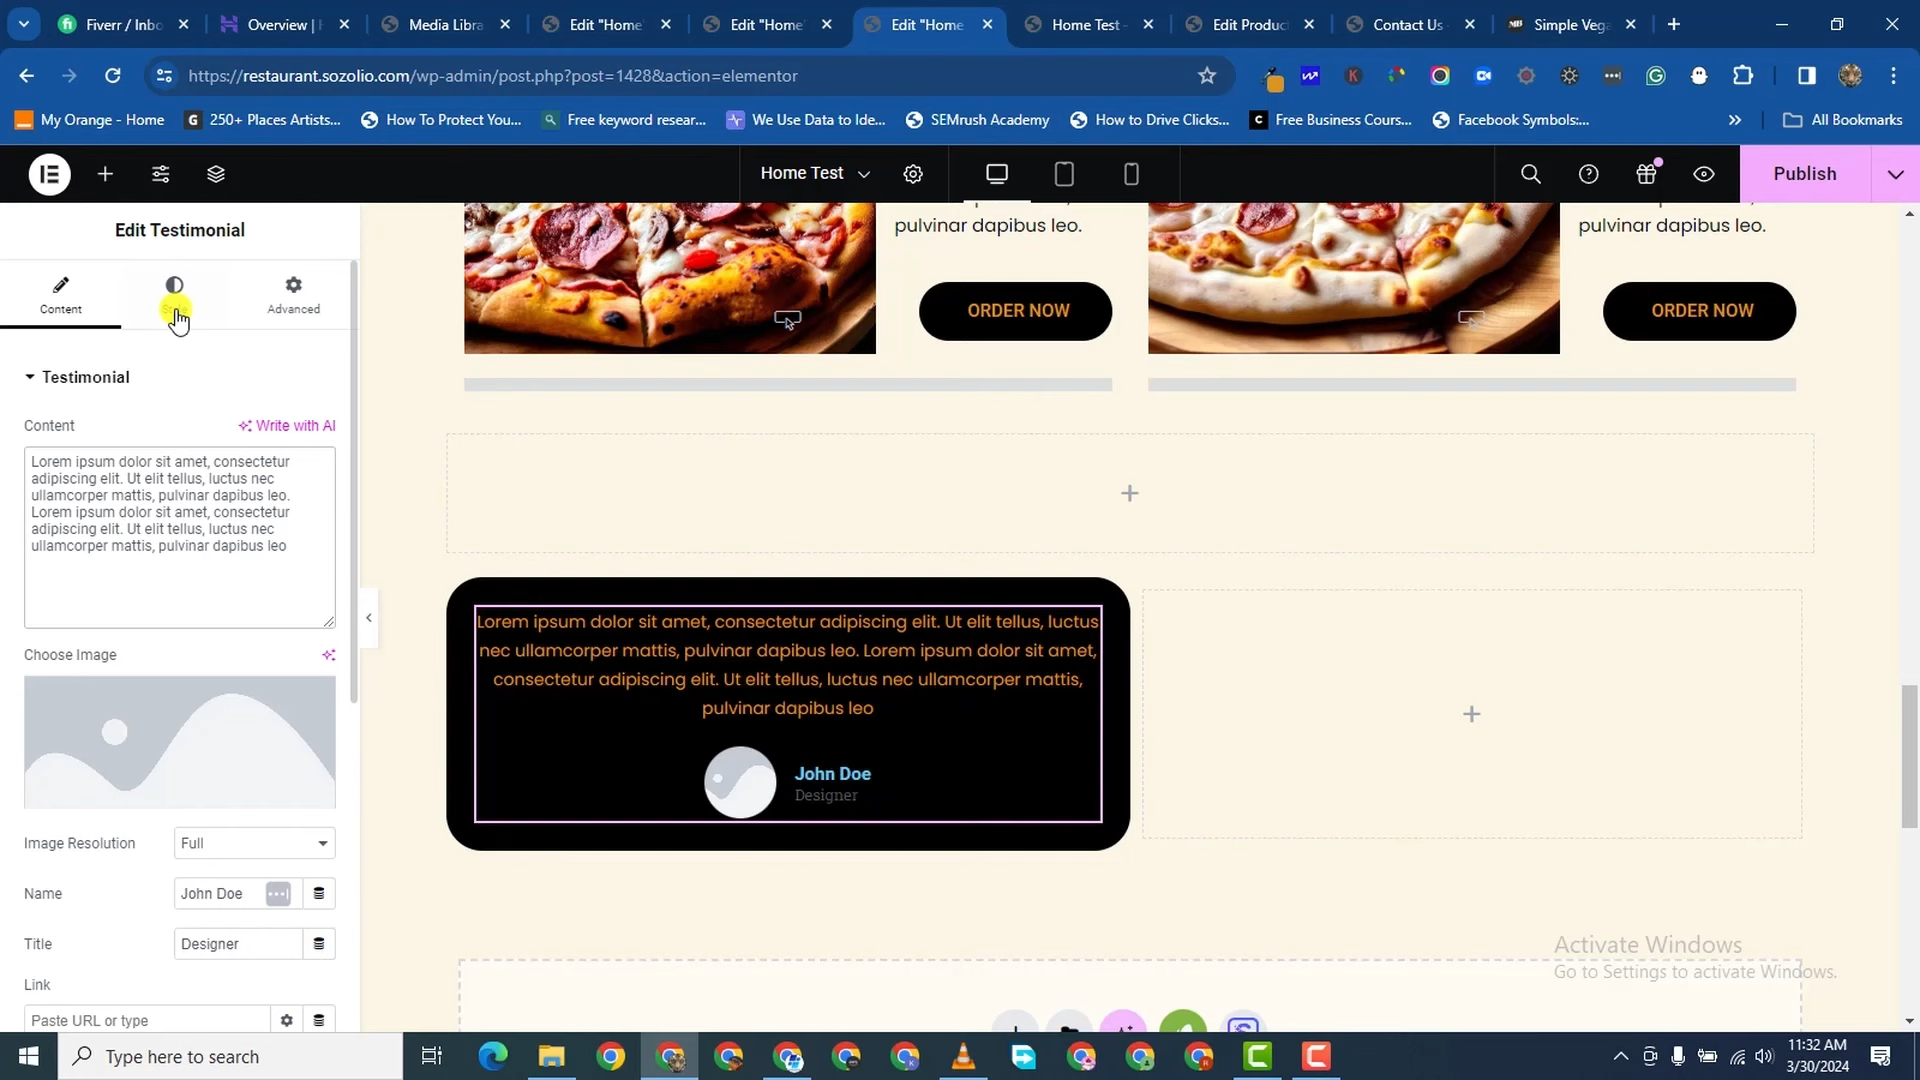 Fiverr / Inbo
Overview |
Media Libra
Edit "Home
Edit "Home
Edit "Home
Home Test -
Edit Produc
Contact Us
Simple Vega
https://restaurant.sozolio.com/wp-admin/post.php?post=1428&action=elementor
My Orange - Home
250+ Places Artists...
How To Protect You...
Free keyword resear...
We Use Data to Ide...
SEMrush Academy
How to Drive Clicks...
Free Business Cours...
Facebook Symbols:...
»
All Bookmarks
Home Test
Publish
Edit Testimonial
Content
Style
Advanced
Testimonial
Content
Write with AI
Lorem ipsum dolor sit amet, consectetur
adipiscing elit. Ut elit tellus, luctus nec
ullamcorper mattis, pulvinar dapibus leo.
Lorem ipsum dolor sit amet, consectetur
adipiscing elit. Ut elit tellus, luctus nec
ullamcorper mattis, pulvinar dapibus leo
Choose Image
Image Resolution
Full
Name
John Doe
Title
Designer
Link
Paste URL or type
pulvinar dapibus leo.
ORDER NOW
pulvinar dapibus leo.
ORDER NOW
Lorem ipsum dolor sit amet, consectetur adipiscing elit. Ut elit tellus, luctus
nec ullamcorper mattis, pulvinar dapibus leo. Lorem ipsum dolor sit amet,
consectetur adipiscing elit. Ut elit tellus, luctus nec ullamcorper mattis,
pulvinar dapibus leo
John Doe
Designer
Activate Windows
Go to Settings to activate Windows.
Type here to search
11:32 AM
3/30/2024